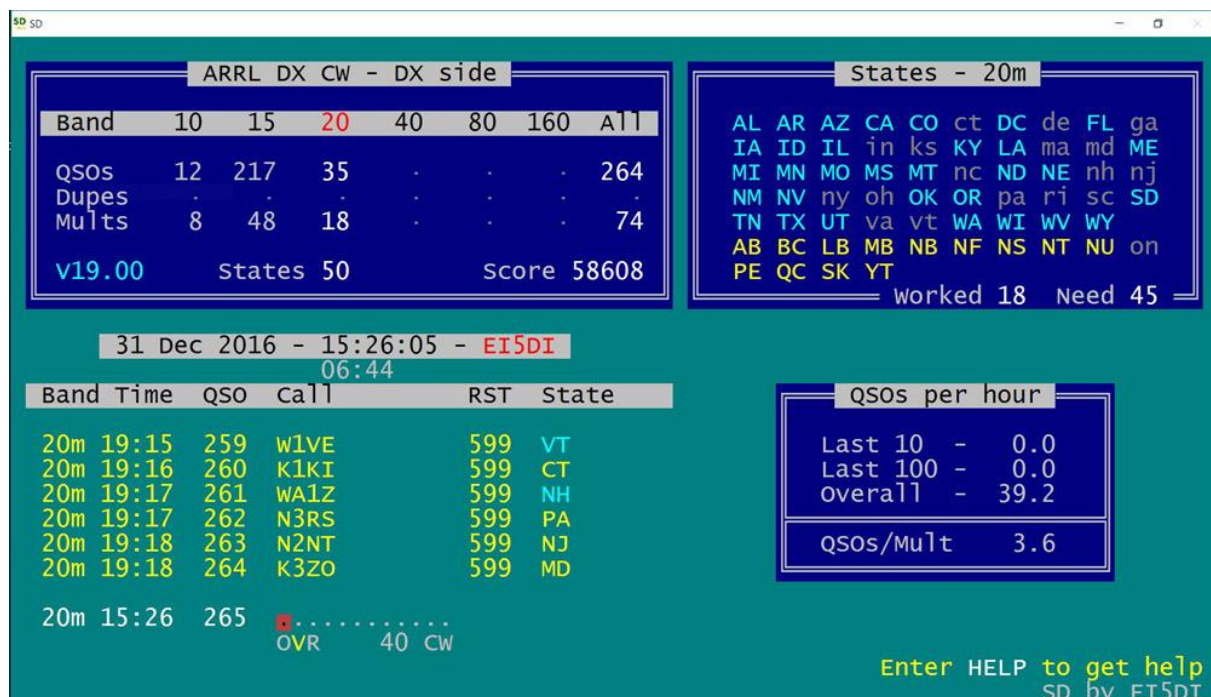 SD SD
ARRL DX CW - DX side
Band 10 15 20 40 80 160 All
QSOs 12 217 35 . . . 264
Dupes . . . . . . .
Mults 8 48 18 . . . 74
V19.00 States 50 Score 58608
States - 20m
AL AR AZ CA CO ct DC de FL ga
IA ID IL in ks KY LA ma md ME
MI MN MO MS MT nc ND NE nh nj
NM NV ny oh OK OR pa ri sc SD
TN TX UT va vt WA WI WV WY
AB BC LB MB NB NF NS NT NU on
PE QC SK YT
Worked 18 Need 45
31 Dec 2016 - 15:26:05 - EI5DI
06:44
Band Time QSO Call RST State
20m 19:15 259 W1VE 599 VT
20m 19:16 260 K1KI 599 CT
20m 19:17 261 WA1Z 599 NH
20m 19:17 262 N3RS 599 PA
20m 19:18 263 N2NT 599 NJ
20m 19:18 264 K3ZO 599 MD
20m 15:26 265 ............
OVR 40 CW
QSOs per hour
Last 10 - 0.0
Last 100 - 0.0
Overall - 39.2
QSOs/Mult 3.6
Enter HELP to get help
SD by EI5DI